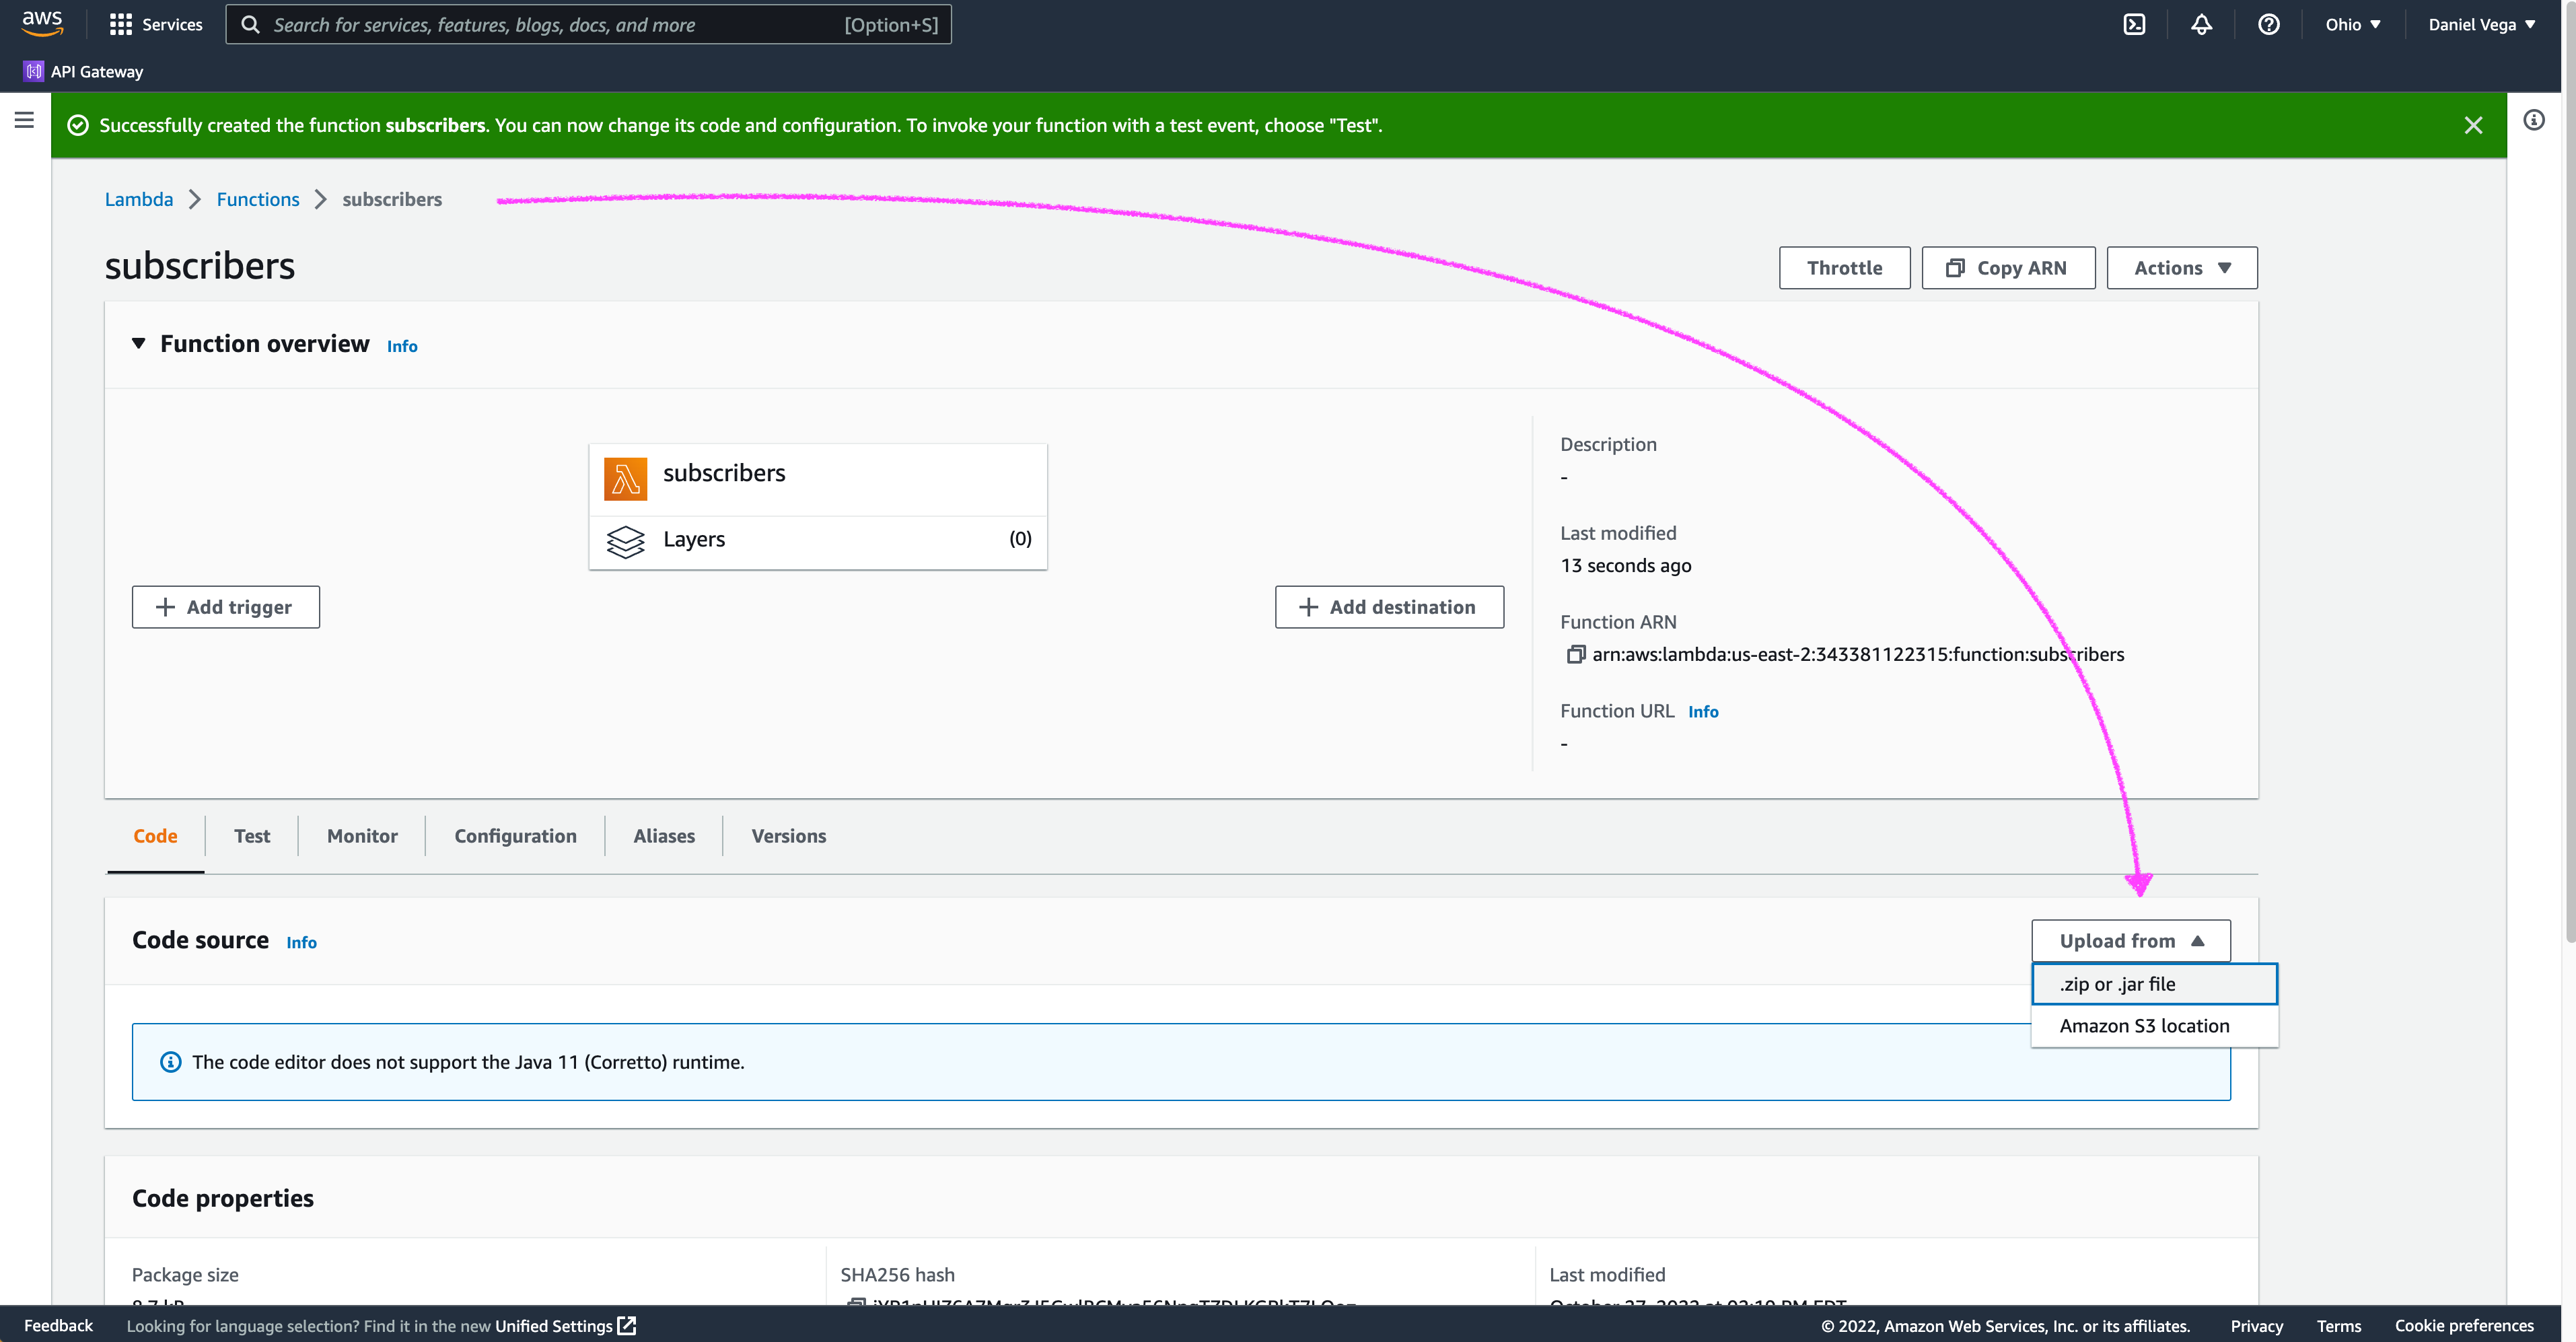 aws
Services
Search for services, features, blogs, docs, and more [Option+S]
Ohio ▼
Daniel Vega ▼
API Gateway
Successfully created the function subscribers. You can now change its code and configuration. To invoke your function with a test event, choose "Test".
Lambda > Functions > subscribers
subscribers
Throttle
Copy ARN
Actions ▼
▼ Function overview Info
subscribers
Layers (0)
+ Add trigger
+ Add destination
Description
-
Last modified
13 seconds ago
Function ARN
arn:aws:lambda:us-east-2:343381122315:function:subscribers
Function URL Info
-
Code
Test
Monitor
Configuration
Aliases
Versions
Code source Info
Upload from ▲
.zip or .jar file
Amazon S3 location
The code editor does not support the Java 11 (Corretto) runtime.
Code properties
Package size
SHA256 hash
Last modified
Feedback
Looking for language selection? Find it in the new Unified Settings
© 2022, Amazon Web Services, Inc. or its affiliates.
Privacy
Terms
Cookie preferences